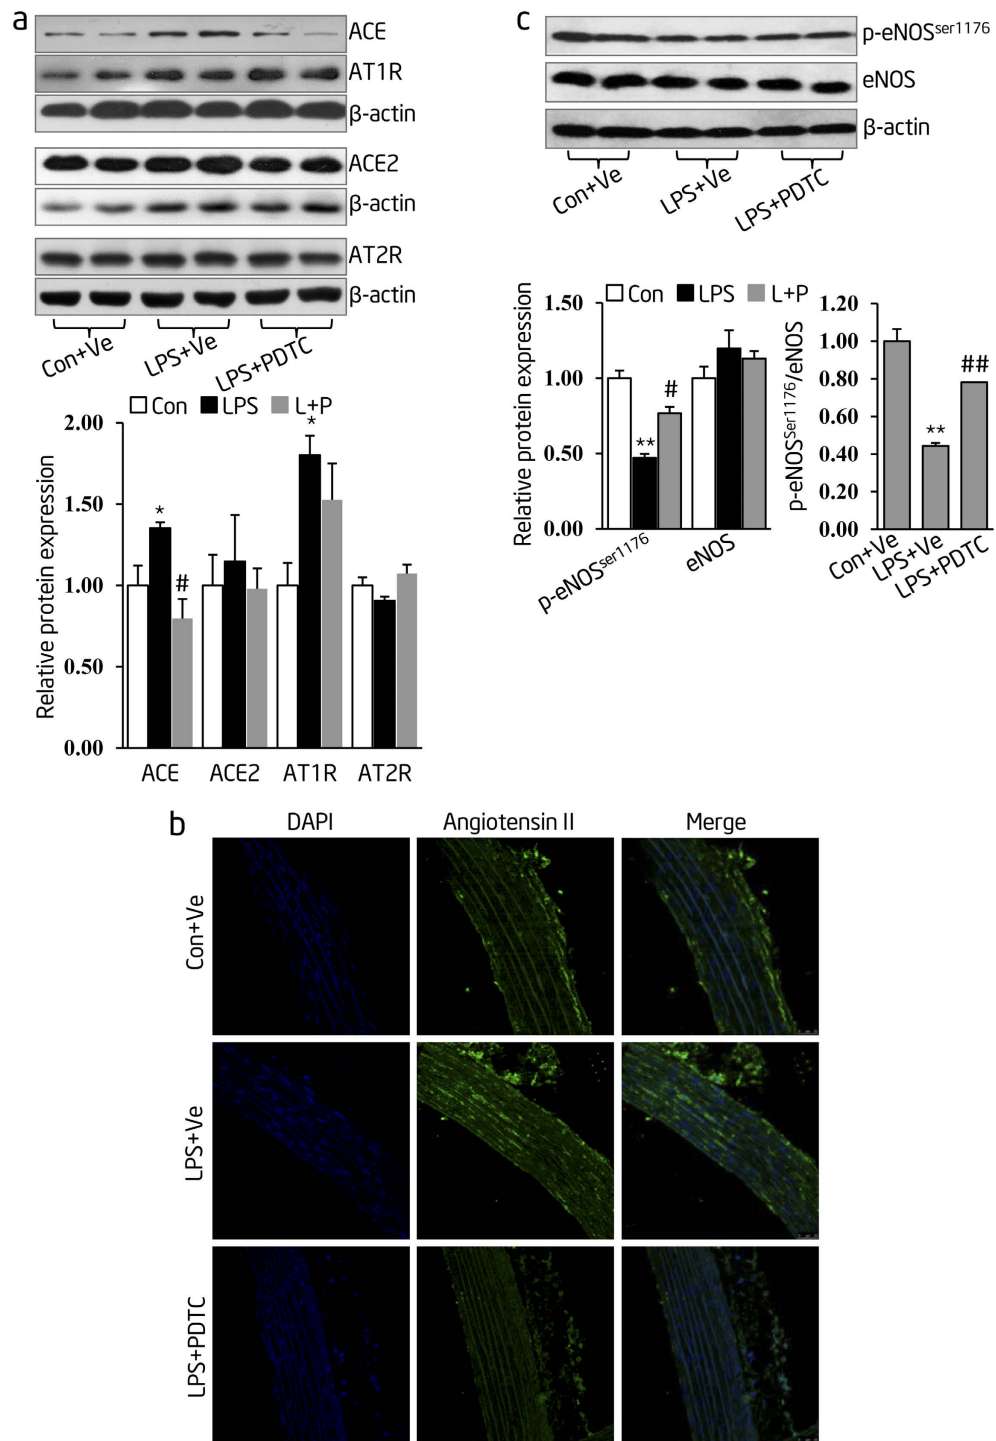 a
ACE
AT1R
β-actin
ACE2
β-actin
AT2R
β-actin
Con+Ve
LPS+Ve
LPS+PDTC
Con LPS L+P
Relative protein expression
2.00
1.50
1.00
0.50
0.00
*
#
*
ACE ACE2 AT1R AT2R
c
p-eNOSser1176
eNOS
β-actin
Con+Ve
LPS+Ve
LPS+PDTC
Con LPS L+P
Relative protein expression
1.50
1.00
0.50
0.00
**
#
p-eNOSser1176
eNOS
p-eNOSSer1176/eNOS
1.20
1.00
0.80
0.60
0.40
0.20
0.00
**
##
Con+Ve
LPS+Ve
LPS+PDTC
b
DAPI Angiotensin II Merge
Con+Ve
LPS+Ve
LPS+PDTC